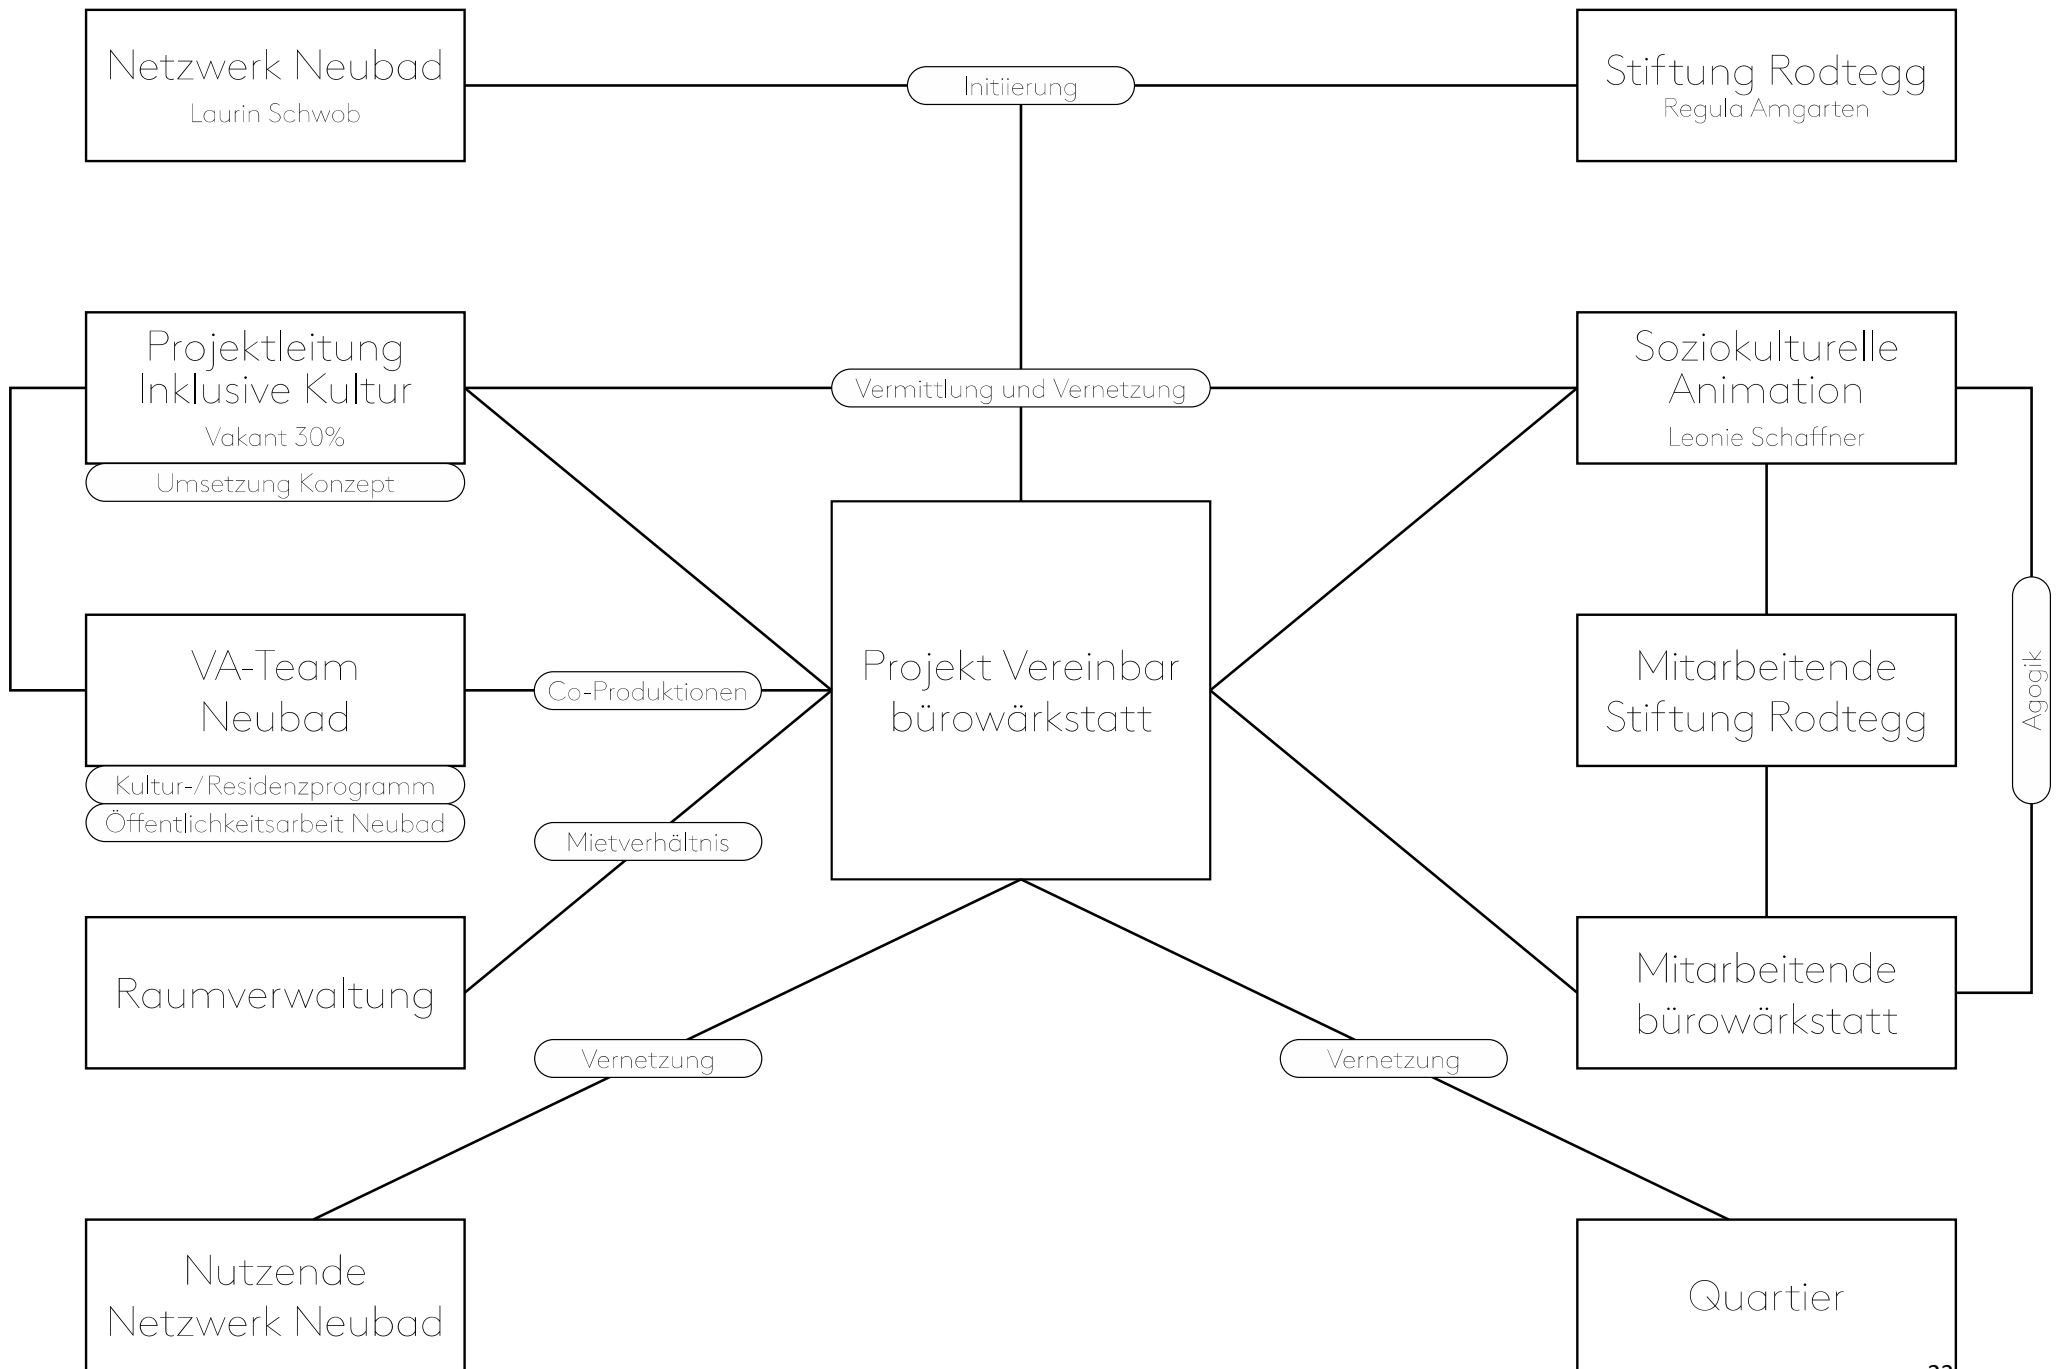 Netzwerk Neubad
Laurin Schwob
Initiierung
Stiftung Rodtegg
Regula Amgarten
Projektleitung
Inklusive Kultur
Vakant 30%
Umsetzung Konzept
Vermittlung und Vernetzung
Soziokulturelle
Animation
Leonie Schaffner
VA-Team
Neubad
Kultur-/Residenzprogramm
Öffentlichkeitsarbeit Neubad
Co-Produktionen
Projekt Vereinbar
bürowärkstatt
Mitarbeitende
Stiftung Rodtegg
Agogik
Mietverhältnis
Raumverwaltung
Mitarbeitende
bürowärkstatt
Vernetzung
Vernetzung
Nutzende
Netzwerk Neubad
Quartier